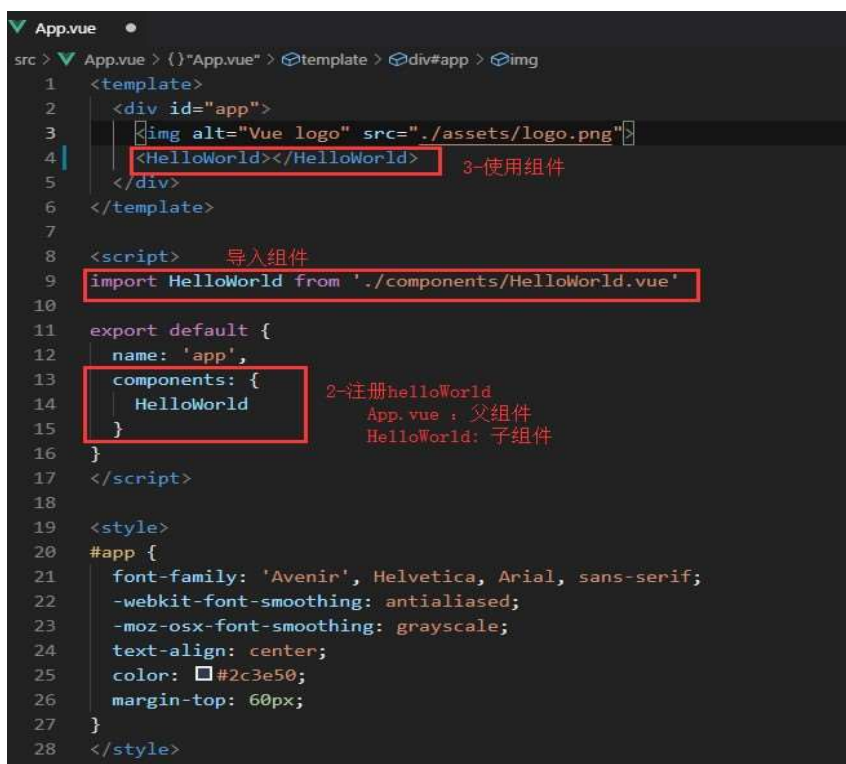 App.vue ●
src > App.vue > {}"App.vue" > template > div#app > img
1 <template>
2 <div id="app">
3 <img alt="Vue logo" src="./assets/logo.png">
4 <HelloWorld></HelloWorld> 3-使用组件
5 </div>
6 </template>
7
8 <script> 导入组件
9 import HelloWorld from './components/HelloWorld.vue'
10
11 export default {
12 name: 'app',
13 components: {
2-注册helloWorld
14 HelloWorld
App.vue : 父组件
15 }
HelloWorld: 子组件
16 }
17 </script>
18
19 <style>
20 #app {
21 font-family: 'Avenir', Helvetica, Arial, sans-serif;
22 -webkit-font-smoothing: antialiased;
23 -moz-osx-font-smoothing: grayscale;
24 text-align: center;
25 color: #2c3e50;
26 margin-top: 60px;
27 }
28 </style>